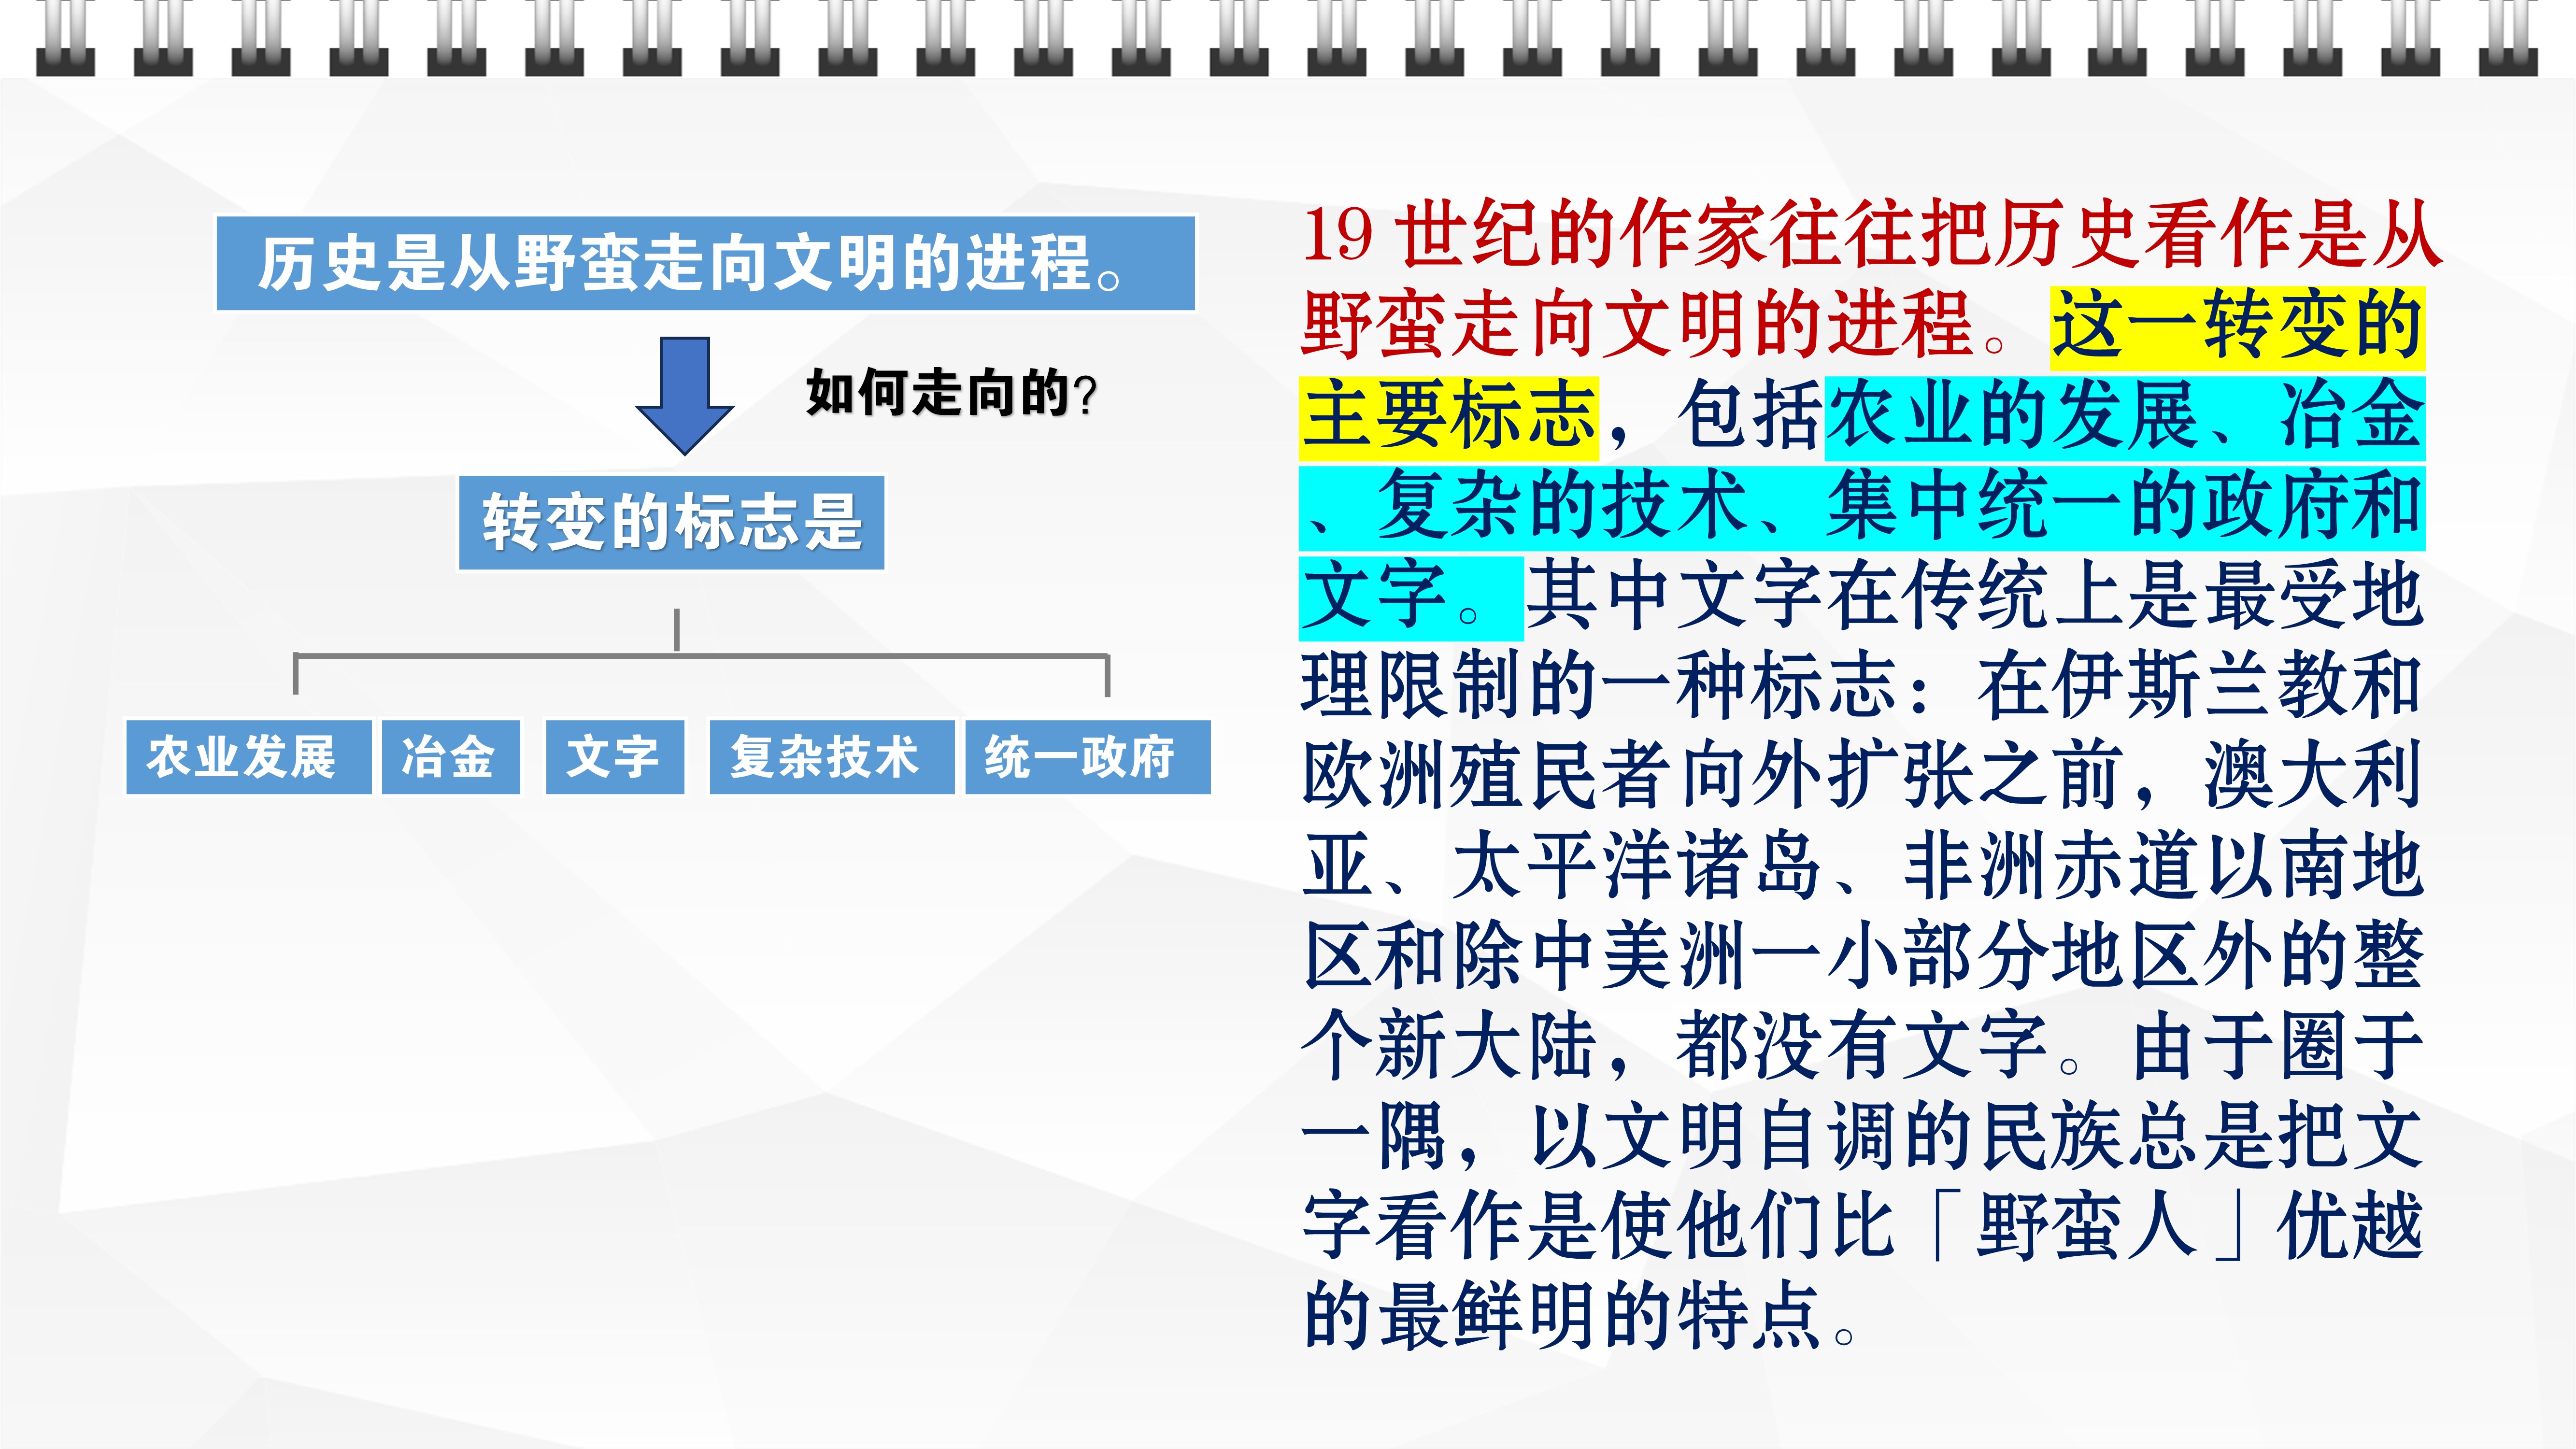 历史是从野蛮走向文明的进程。
如何走向的?
转变的标志是
农业发展
冶金
文字
复杂技术
统一政府
19 世纪的作家往往把历史看作是从
野蛮走向文明的进程。这一转变的
主要标志，包括农业的发展、冶金
、复杂的技术、集中统一的政府和
文字。其中文字在传统上是最受地
理限制的一种标志：在伊斯兰教和
欧洲殖民者向外扩张之前，澳大利
亚、太平洋诸岛、非洲赤道以南地
区和除中美洲一小部分地区外的整
个新大陆，都没有文字。由于圈于
一隅，以文明自调的民族总是把文
字看作是使他们比「野蛮人」优越
的最鲜明的特点。